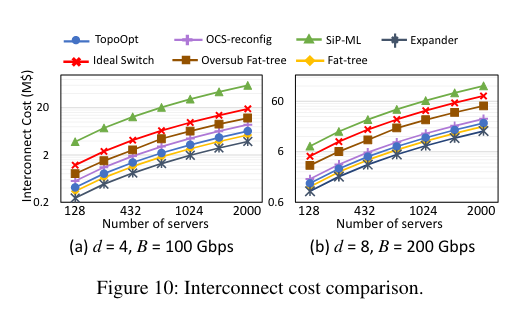 TopoOpt OCS-reconfig SiP-ML Expander
Ideal Switch Oversub Fat-tree Fat-tree
Interconnect Cost (M$)
20
2
0.2
128 432 1024 2000
Number of servers
(a) d = 4, B = 100 Gbps
60
6
0.6
128 432 1024 2000
Number of servers
(b) d = 8, B = 200 Gbps
Figure 10: Interconnect cost comparison.